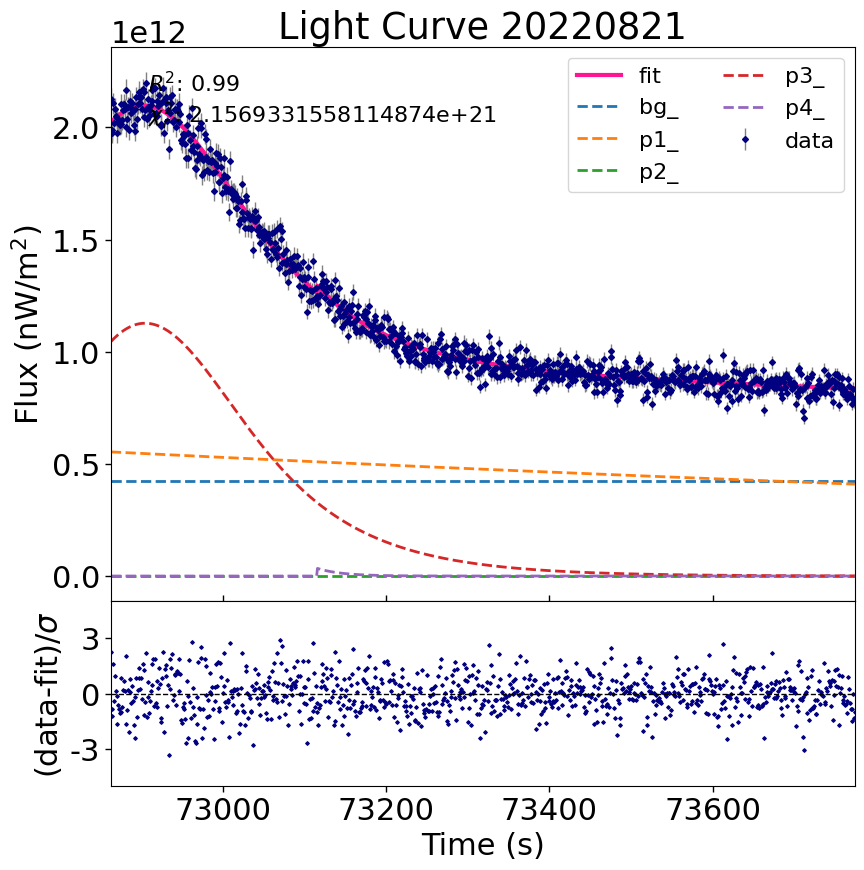 Light Curve 20220821
1e12
R²: 0.99
2.1569331558114874e+21
fit
bg_
p1_
p2_
p3_
p4_
data
Flux (nW/m²)
2.0
1.5
1.0
0.5
0.0
(data-fit)/σ
3
0
-3
73000
73200
73400
73600
Time (s)